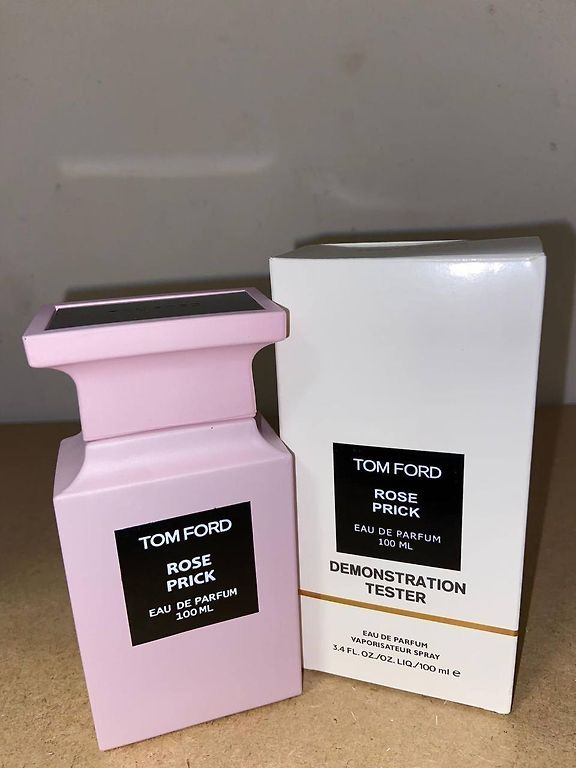 TOM FORD
ROSE
PRICK
EAU DE PARFUM
100 ML
TOM FORD
ROSE
PRICK
EAU DE PARFUM
100 ML
DEMONSTRATION
TESTER
EAU DE PARFUM
VAPORISATEUR SPRAY
3.4 FL. OZ./OZ. LIQ./100 ml e